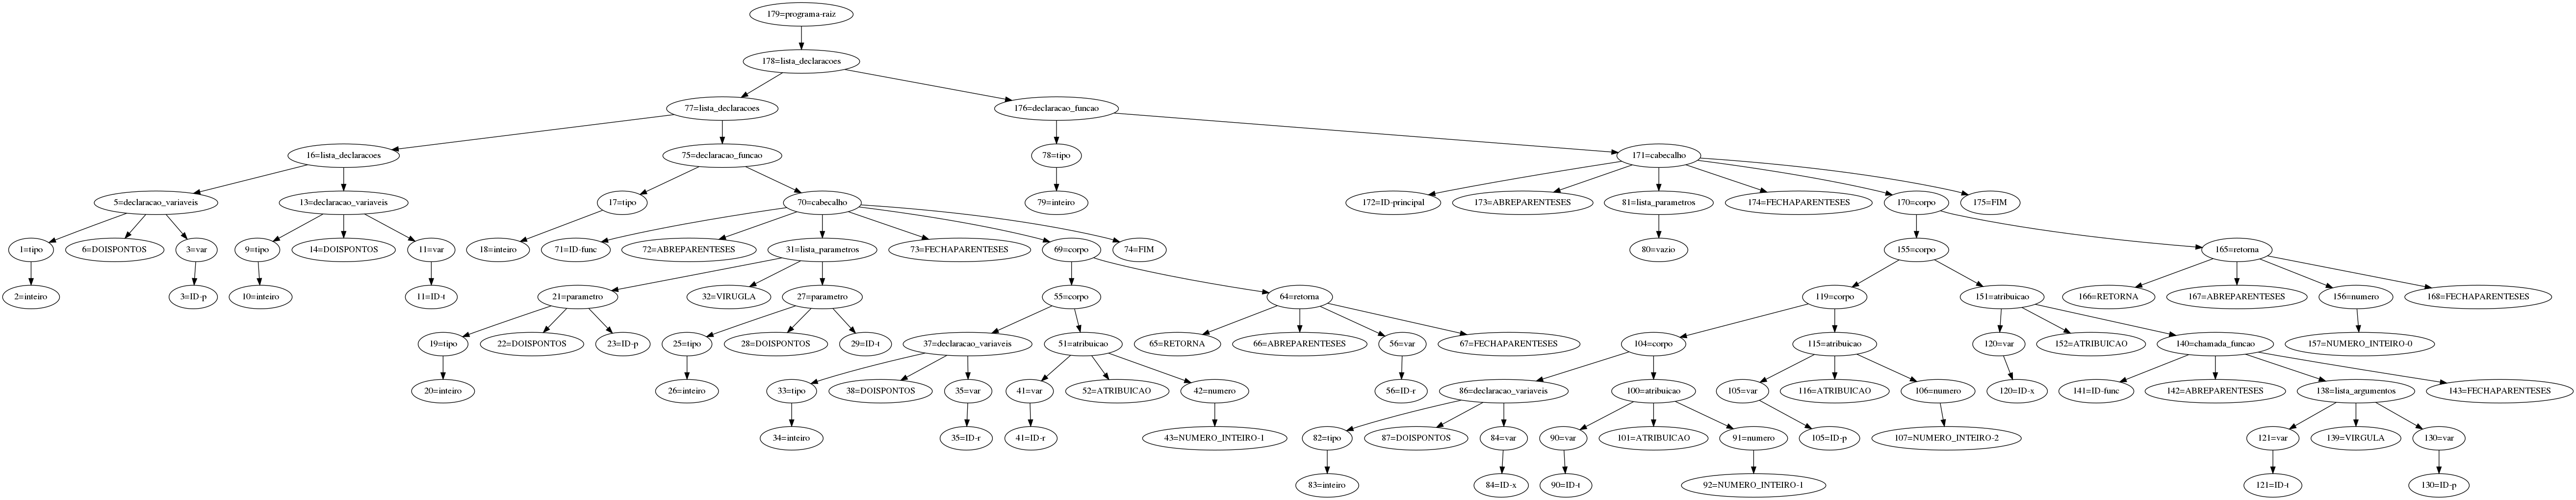 179=programa-raiz
178=lista_declaracoes
77=lista_declaracoes
176=declaracao_funcao
16=lista_declaracoes
75=declaracao_funcao
78=tipo
171=cabecalho
5=declaracao_variaveis
13=declaracao_variaveis
17=tipo
70=cabecalho
79=inteiro
172=ID-principal
173=ABREPARENTESES
81=lista_parametros
174=FECHAPARENTESES
170=corpo
175=FIM
1=tipo
6=DOISPONTOS
3=var
9=tipo
14=DOISPONTOS
11=var
18=inteiro
71=ID-func
72=ABREPARENTESES
31=lista_parametros
73=FECHAPARENTESES
69=corpo
74=FIM
80=vazio
155=corpo
165=retorna
2=inteiro
3=ID-p
10=inteiro
11=ID-t
21=parametro
32=VIRUGLA
27=parametro
55=corpo
64=retorna
119=corpo
151=atribuicao
166=RETORNA
167=ABREPARENTESES
156=numero
168=FECHAPARENTESES
19=tipo
22=DOISPONTOS
23=ID-p
25=tipo
28=DOISPONTOS
29=ID-t
37=declaracao_variaveis
51=atribuicao
65=RETORNA
66=ABREPARENTESES
56=var
67=FECHAPARENTESES
104=corpo
115=atribuicao
120=var
152=ATRIBUICAO
140=chamada_funcao
157=NUMERO_INTEIRO-0
20=inteiro
26=inteiro
33=tipo
38=DOISPONTOS
35=var
41=var
52=ATRIBUICAO
42=numero
56=ID-r
86=declaracao_variaveis
100=atribuicao
105=var
116=ATRIBUICAO
106=numero
120=ID-x
141=ID-func
142=ABREPARENTESES
138=lista_argumentos
143=FECHAPARENTESES
34=inteiro
35=ID-r
41=ID-r
43=NUMERO_INTEIRO-1
82=tipo
87=DOISPONTOS
84=var
90=var
101=ATRIBUICAO
91=numero
105=ID-p
107=NUMERO_INTEIRO-2
121=var
139=VIRGULA
130=var
83=inteiro
84=ID-x
90=ID-t
92=NUMERO_INTEIRO-1
121=ID-t
130=ID-p